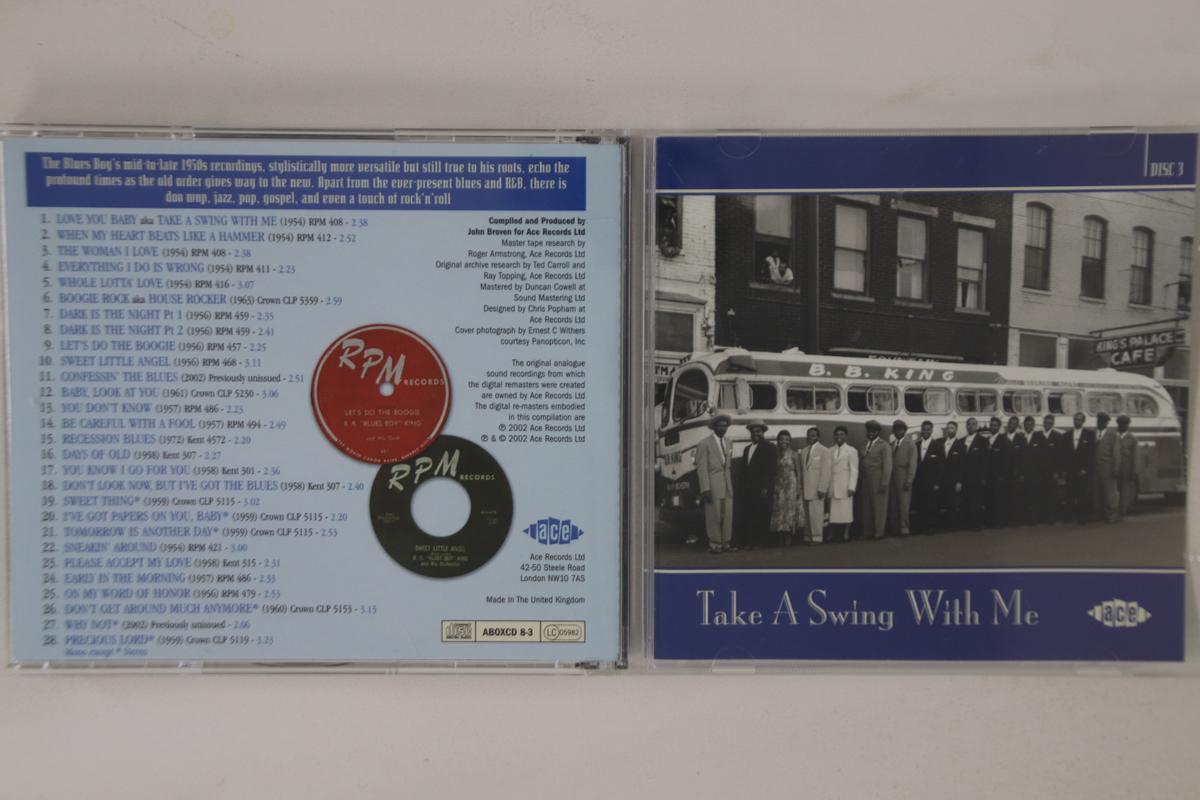 The Blues Boy's mid-to-late 1950s recordings, stylistically more versatile but still true to his roots, echo the
profound times as the old order gives way to the new. Apart from the ever-present blues and R&B, there is
doo wop, jazz, pop, gospel, and even a touch of rock'n'roll
1. LOVE YOU BABY aka TAKE A SWING WITH ME (1954) RPM 408 - 2.38
2. WHEN MY HEART BEATS LIKE A HAMMER (1954) RPM 412 - 2.52
3. THE WOMAN I LOVE (1954) RPM 408 - 2.38
4. EVERYTHING I DO IS WRONG (1954) RPM 411 - 2.23
5. WHOLE LOTTA' LOVE (1954) RPM 416 - 3.07
6. BOOGIE ROCK aka HOUSE ROCKER (1963) Crown CLP 5359 - 2.59
7. DARK IS THE NIGHT Pt 1 (1956) RPM 459 - 2.35
8. DARK IS THE NIGHT Pt 2 (1956) RPM 459 - 2.41
9. LET'S DO THE BOOGIE (1956) RPM 457 - 2.25
10. SWEET LITTLE ANGEL (1956) RPM 468 - 3.11
11. CONFESSIN' THE BLUES (2002) Previously unissued - 2.51
12. BABY, LOOK AT YOU (1961) Crown CLP 5230 - 3.06
13. YOU DON'T KNOW (1957) RPM 486 - 2.23
14. BE CAREFUL WITH A FOOL (1957) RPM 494 - 2.49
15. RECESSION BLUES (1972) Kent 4572 - 2.20
16. DAYS OF OLD (1958) Kent 307 - 2.27
17. YOU KNOW I GO FOR YOU (1958) Kent 301 - 2.36
18. DON'T LOOK NOW, BUT I'VE GOT THE BLUES (1958) Kent 307 - 2.40
19. SWEET THING* (1959) Crown CLP 5115 - 3.02
20. I'VE GOT PAPERS ON YOU, BABY* (1959) Crown CLP 5115 - 2.20
21. TOMORROW IS ANOTHER DAY* (1959) Crown CLP 5115 - 2.53
22. SNEAKIN' AROUND (1954) RPM 421 - 3.00
23. PLEASE ACCEPT MY LOVE (1958) Kent 315 - 2.31
24. EARLY IN THE MORNING (1957) RPM 486 - 2.33
25. ON MY WORD OF HONOR (1956) RPM 479 - 2.53
26. DON'T GET AROUND MUCH ANYMORE* (1960) Crown CLP 5153 - 3.13
27. WHY NOT* (2002) Previously unissued - 2.06
28. PRECIOUS LORD* (1959) Crown CLP 5119 - 3.23
Mono except * Stereo
Compiled and Produced by
John Broven for Ace Records Ltd
Master tape research by
Roger Armstrong, Ace Records Ltd
Original archive research by Ted Carroll and
Ray Topping, Ace Records Ltd
Mastered by Duncan Cowell at
Sound Mastering Ltd
Designed by Chris Popham at
Ace Records Ltd
Cover photograph by Ernest C Withers
courtesy Panopticon, Inc
The original analogue
sound recordings from which
the digital remasters were created
are owned by Ace Records Ltd
The digital re-masters embodied
in this compilation are
℗ 2002 Ace Records Ltd
℗ & © 2002 Ace Records Ltd
RPM
RECORDS
LET'S DO THE BOOGIE
B. B. "BLUES BOY" KING
RPM
RECORDS
SWEET LITTLE ANGEL
B. B. "BLUES BOY" KING
and His Orchestra
ace
Ace Records Ltd
42-50 Steele Road
London NW10 7AS
Made In The United Kingdom
ABOXCD 8-3
LC 05982
DISC 3
KING'S PALACE
CAFE
B. B. KING
Take A Swing With Me
ace